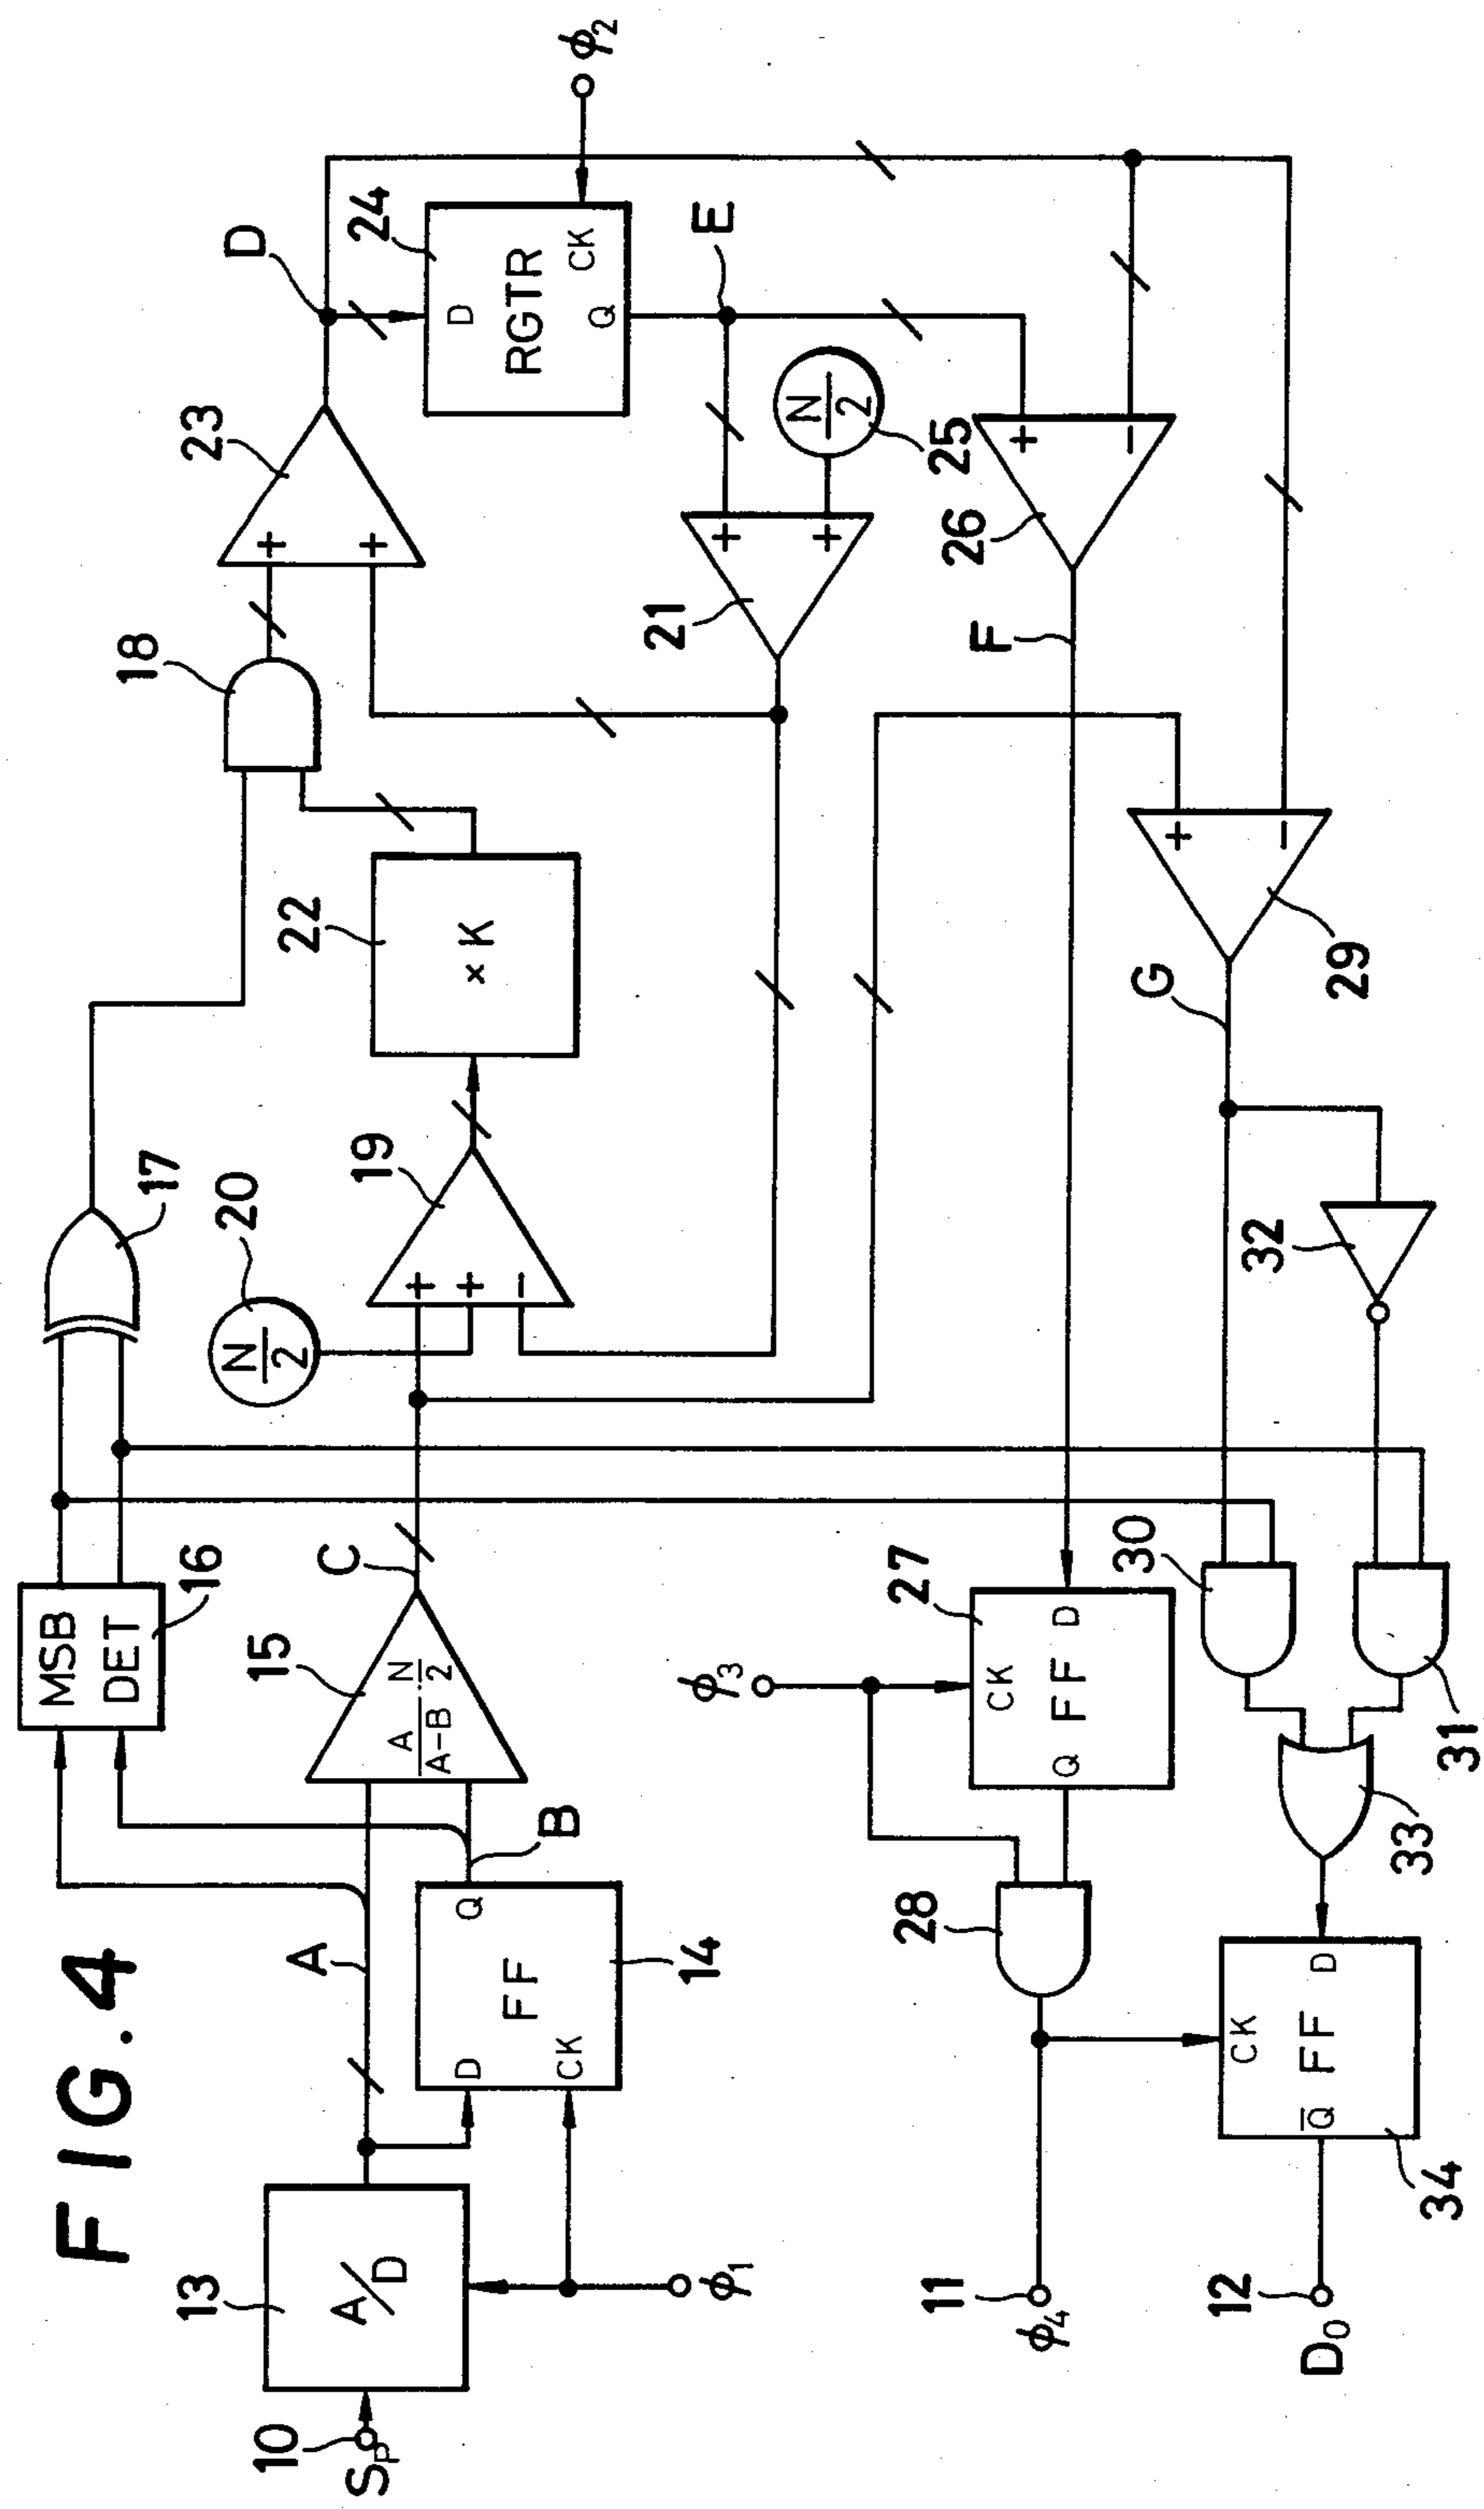 FIG.4
10
SP
13
A/D
ϕ1
A
14
FF
D
CK
Q
B
MSB
DET
16
15
A/A−B · N/2
C
17
20
N/2
19
+
+
−
22
×K
18
23
+
+
D
24
RGTR
D
CK
Q
ϕ2
E
21
+
+
N/2
25
26
+
−
F
29
+
−
G
32
ϕ3
27
FF
CK
D
Q
28
30
31
33
11
ϕ4
34
FF
CK
D
Q̄
12
D0